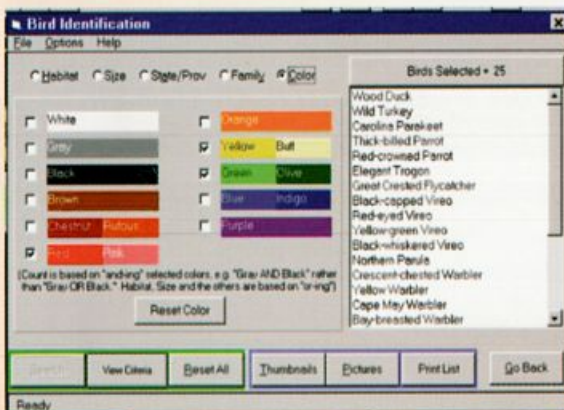 Bird Identification
File Options Help
Habitat Size State/Prov Family Color
White
Gray
Black
Brown
Chestnut Rufous
Red Pink
Orange
Yellow Buff
Green Olive
Blue Indigo
Purple
(Count is based on "and-ing" selected colors, e.g. "Gray AND Black" rather
than "Gray OR Black." Habitat, Size and the others are based on "or-ing")
Reset Color
Birds Selected = 25
Wood Duck
Wild Turkey
Carolina Parakeet
Thick-billed Parrot
Red-crowned Parrot
Elegant Trogon
Great Crested Flycatcher
Black-capped Vireo
Red-eyed Vireo
Yellow-green Vireo
Black-whiskered Vireo
Northern Parula
Crescent-chested Warbler
Yellow Warbler
Cape May Warbler
Bay-breasted Warbler
Search View Criteria Reset All Thumbnails Pictures Print List Go Back
Ready